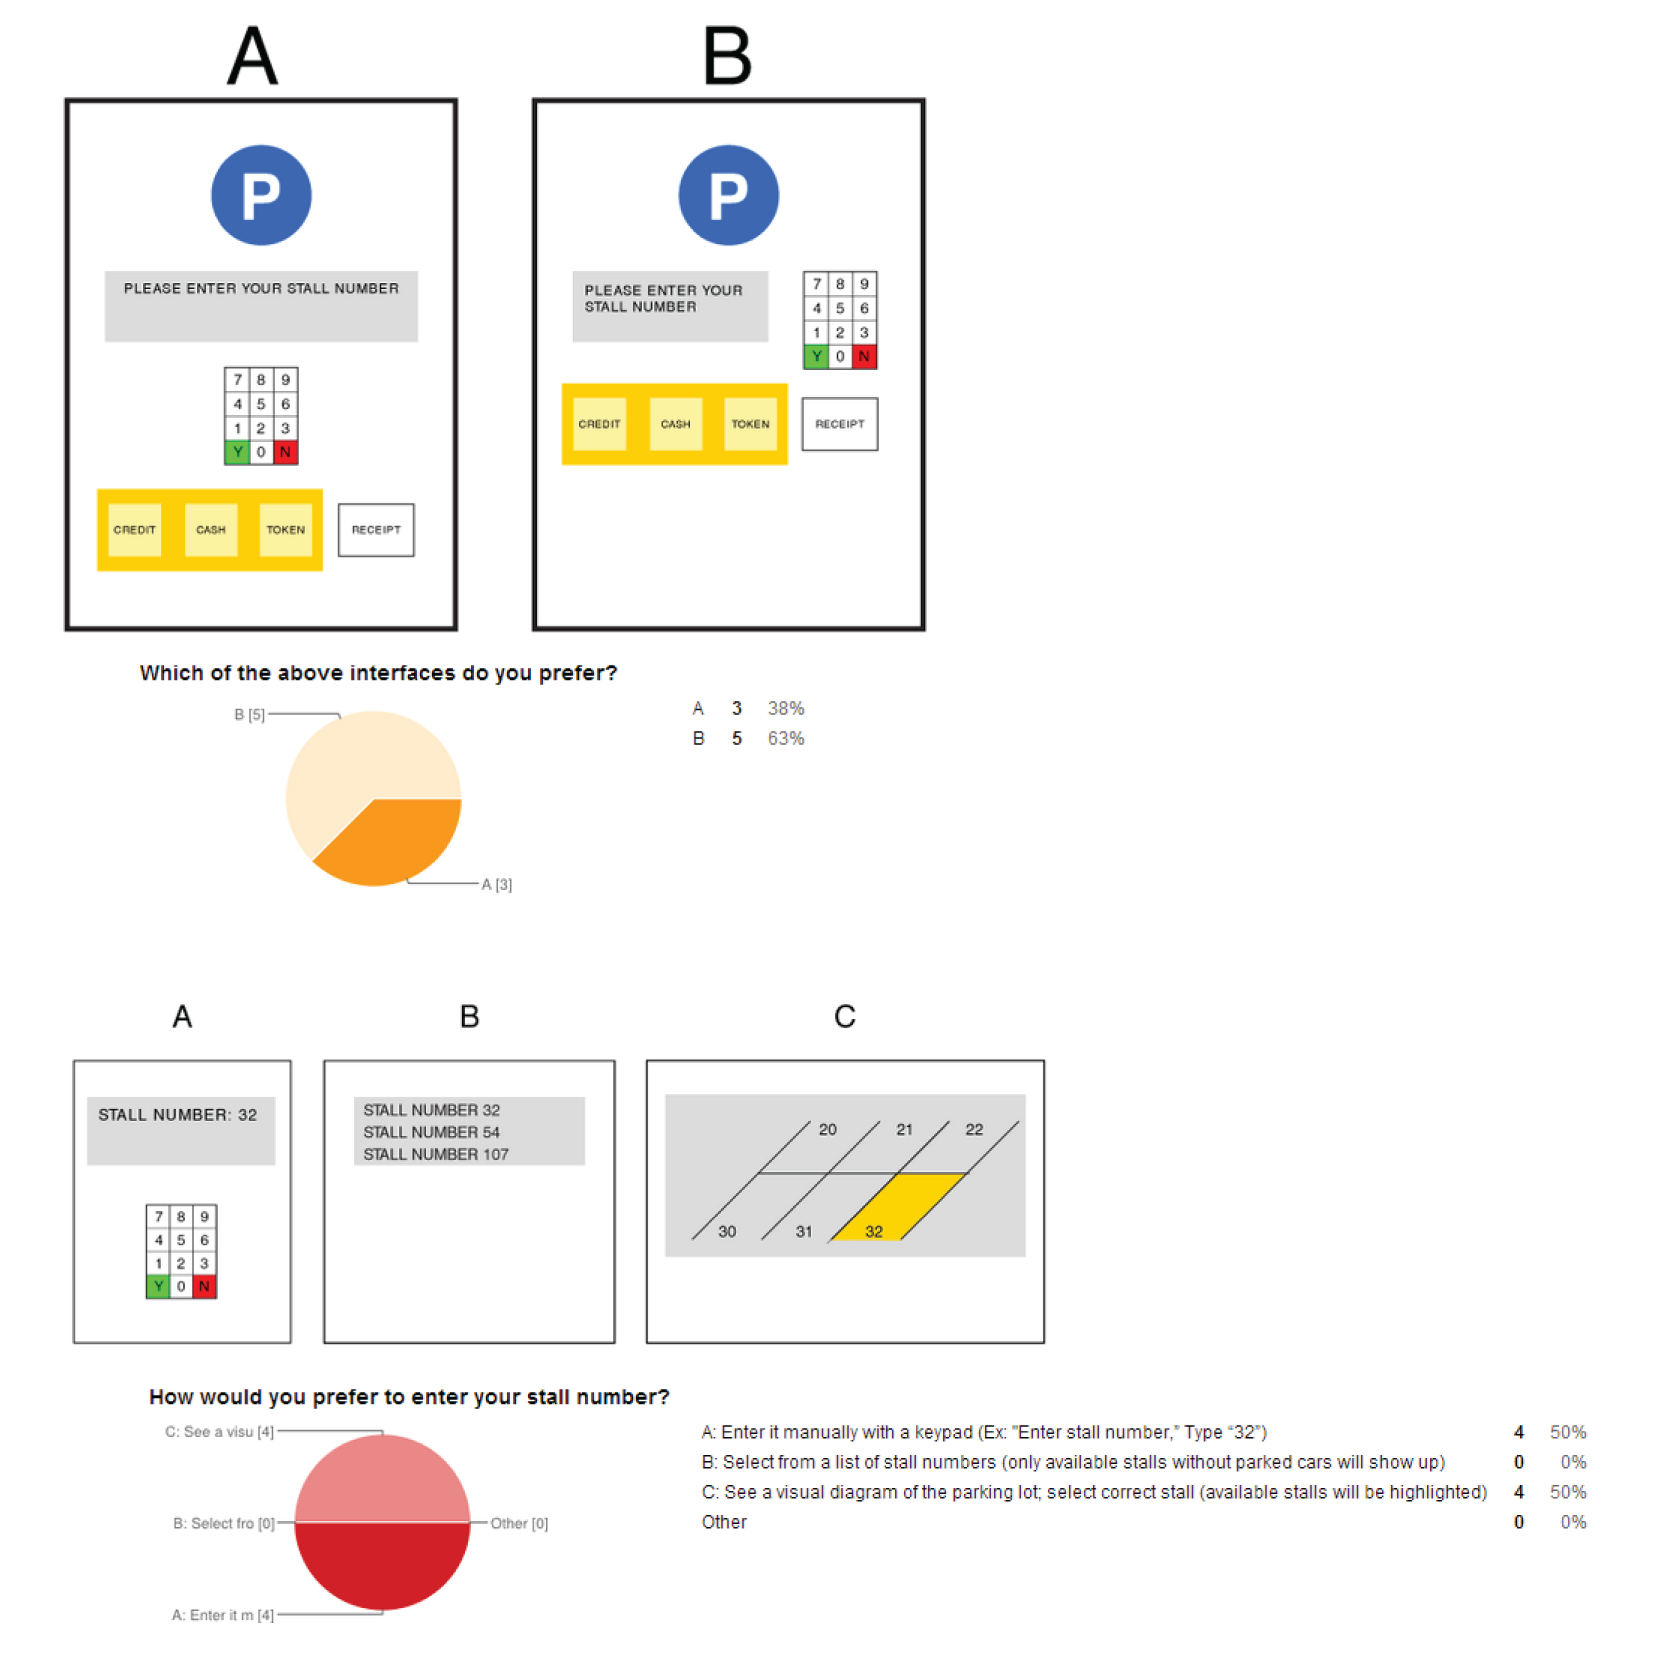 A
B
P
PLEASE ENTER YOUR STALL NUMBER
7 8 9
4 5 6
1 2 3
Y 0 N
CREDIT CASH TOKEN RECEIPT
P
PLEASE ENTER YOUR
STALL NUMBER
7 8 9
4 5 6
1 2 3
Y 0 N
CREDIT CASH TOKEN RECEIPT
Which of the above interfaces do you prefer?
B [5]
A [3]
A 3 38%
B 5 63%
A
B
C
STALL NUMBER: 32
7 8 9
4 5 6
1 2 3
Y 0 N
STALL NUMBER 32
STALL NUMBER 54
STALL NUMBER 107
20 21 22
30 31 32
How would you prefer to enter your stall number?
C: See a visu [4]
B: Select fro [0]
Other [0]
A: Enter it m [4]
A: Enter it manually with a keypad (Ex: "Enter stall number,” Type “32”) 4 50%
B: Select from a list of stall numbers (only available stalls without parked cars will show up) 0 0%
C: See a visual diagram of the parking lot; select correct stall (available stalls will be highlighted) 4 50%
Other 0 0%